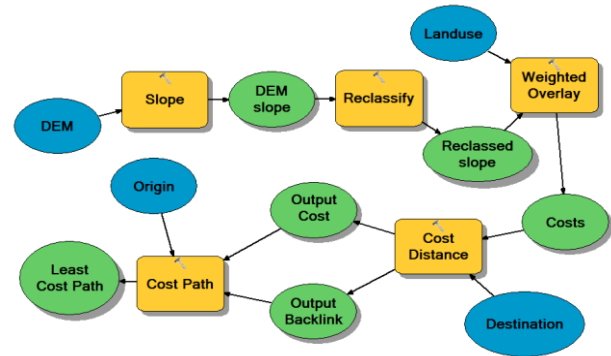 Landuse
Weighted
Overlay
DEM
slope
Slope
Reclassify
DEM
Reclassed
slope
Origin
Output
Cost
Costs
Cost
Distance
Least
Cost Path
Cost Path
Output
Backlink
Destination